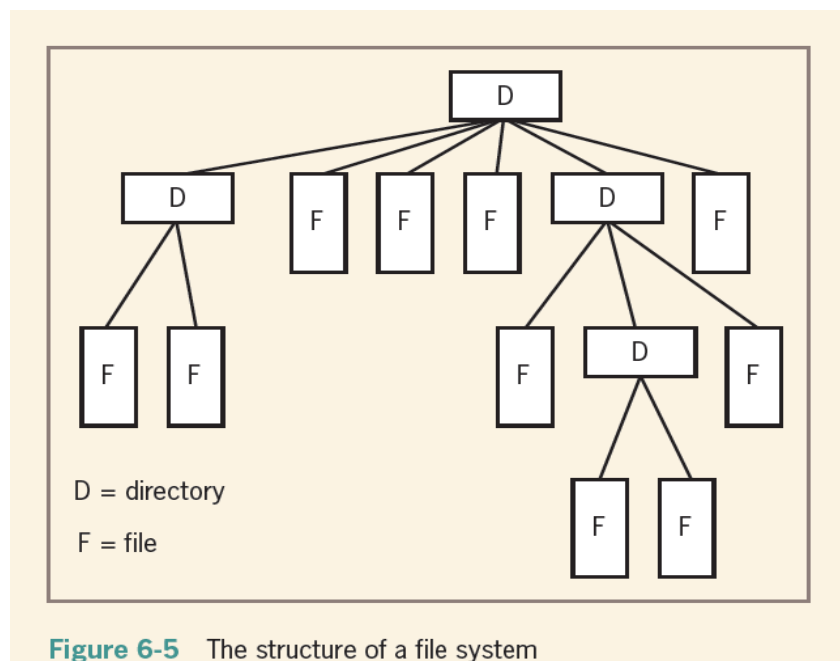 D
D F F F D F
F F F D F
D = directory
F F
F = file
Figure 6-5 The structure of a file system